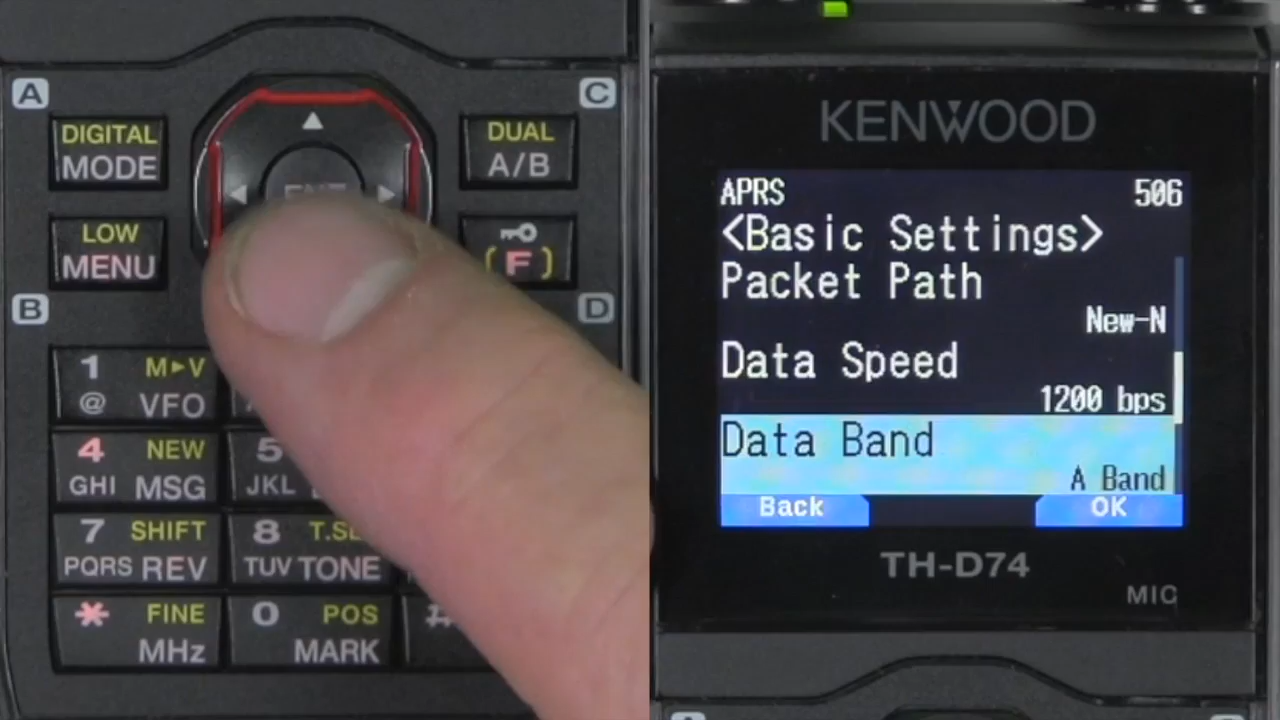 A
C
DIGITAL
MODE
DUAL
A/B
LOW
MENU
(F)
B
D
1 M►V
@ VFO
4 NEW
GHI MSG
5
JKL
7 SHIFT
PQRS REV
8
TUV TONE
* FINE
MHz
0 POS
MARK
#
KENWOOD
APRS 506
<Basic Settings>
Packet Path
New-N
Data Speed
1200 bps
Data Band
A Band
Back OK
TH-D74
MIC